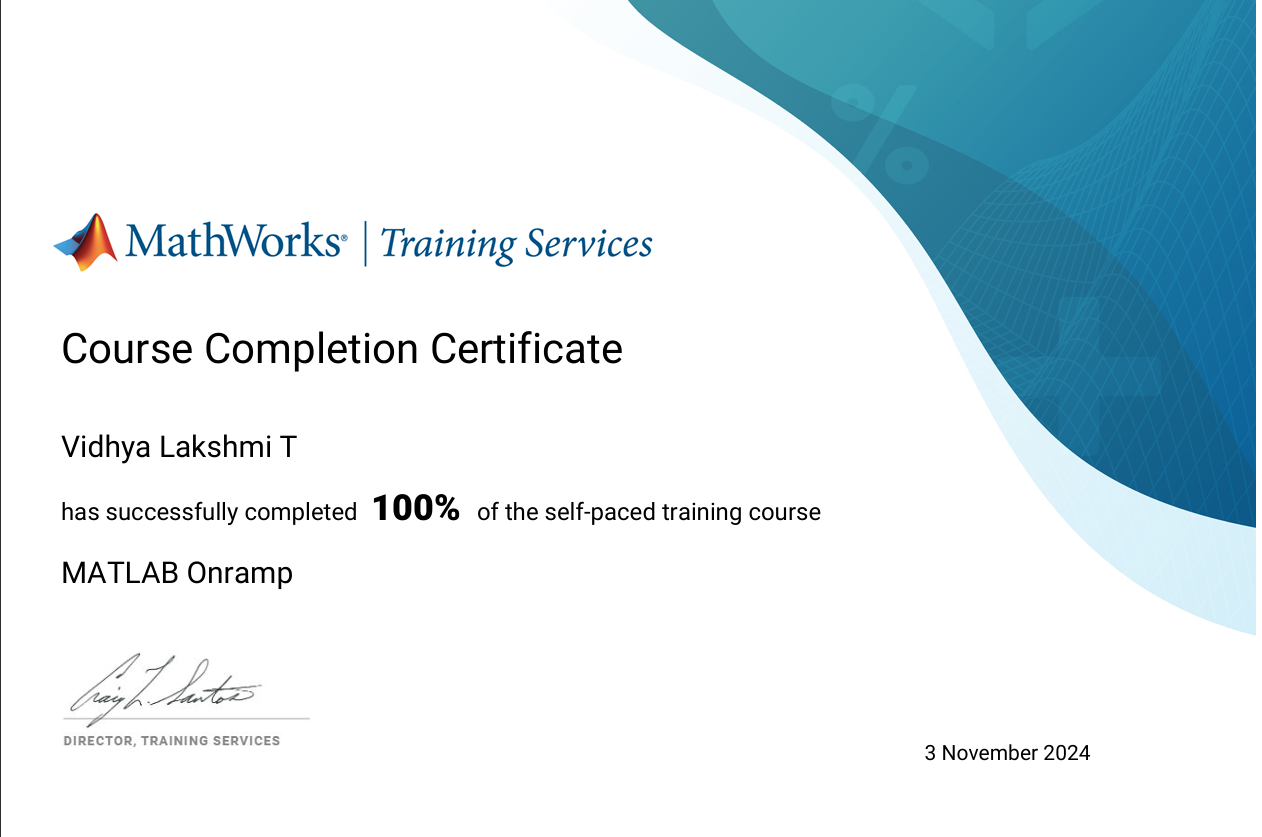 MathWorks® | Training Services
Course Completion Certificate
Vidhya Lakshmi T
has successfully completed 100% of the self-paced training course
MATLAB Onramp
Craig L. Santos
DIRECTOR, TRAINING SERVICES
3 November 2024